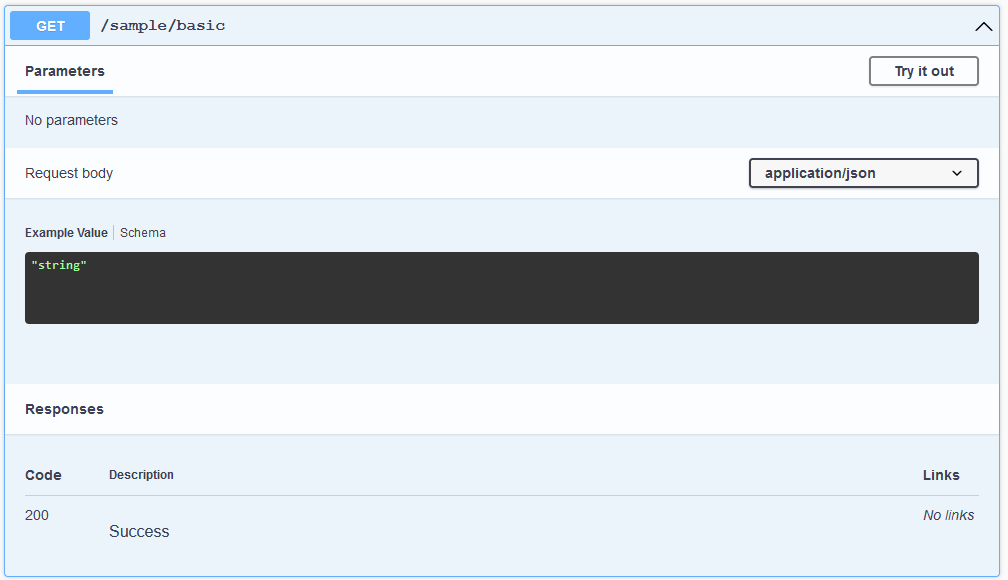 GET /sample/basic
Parameters Try it out
No parameters
Request body application/json
Example Value Schema
"string"
Responses
Code Description Links
200 Success No links